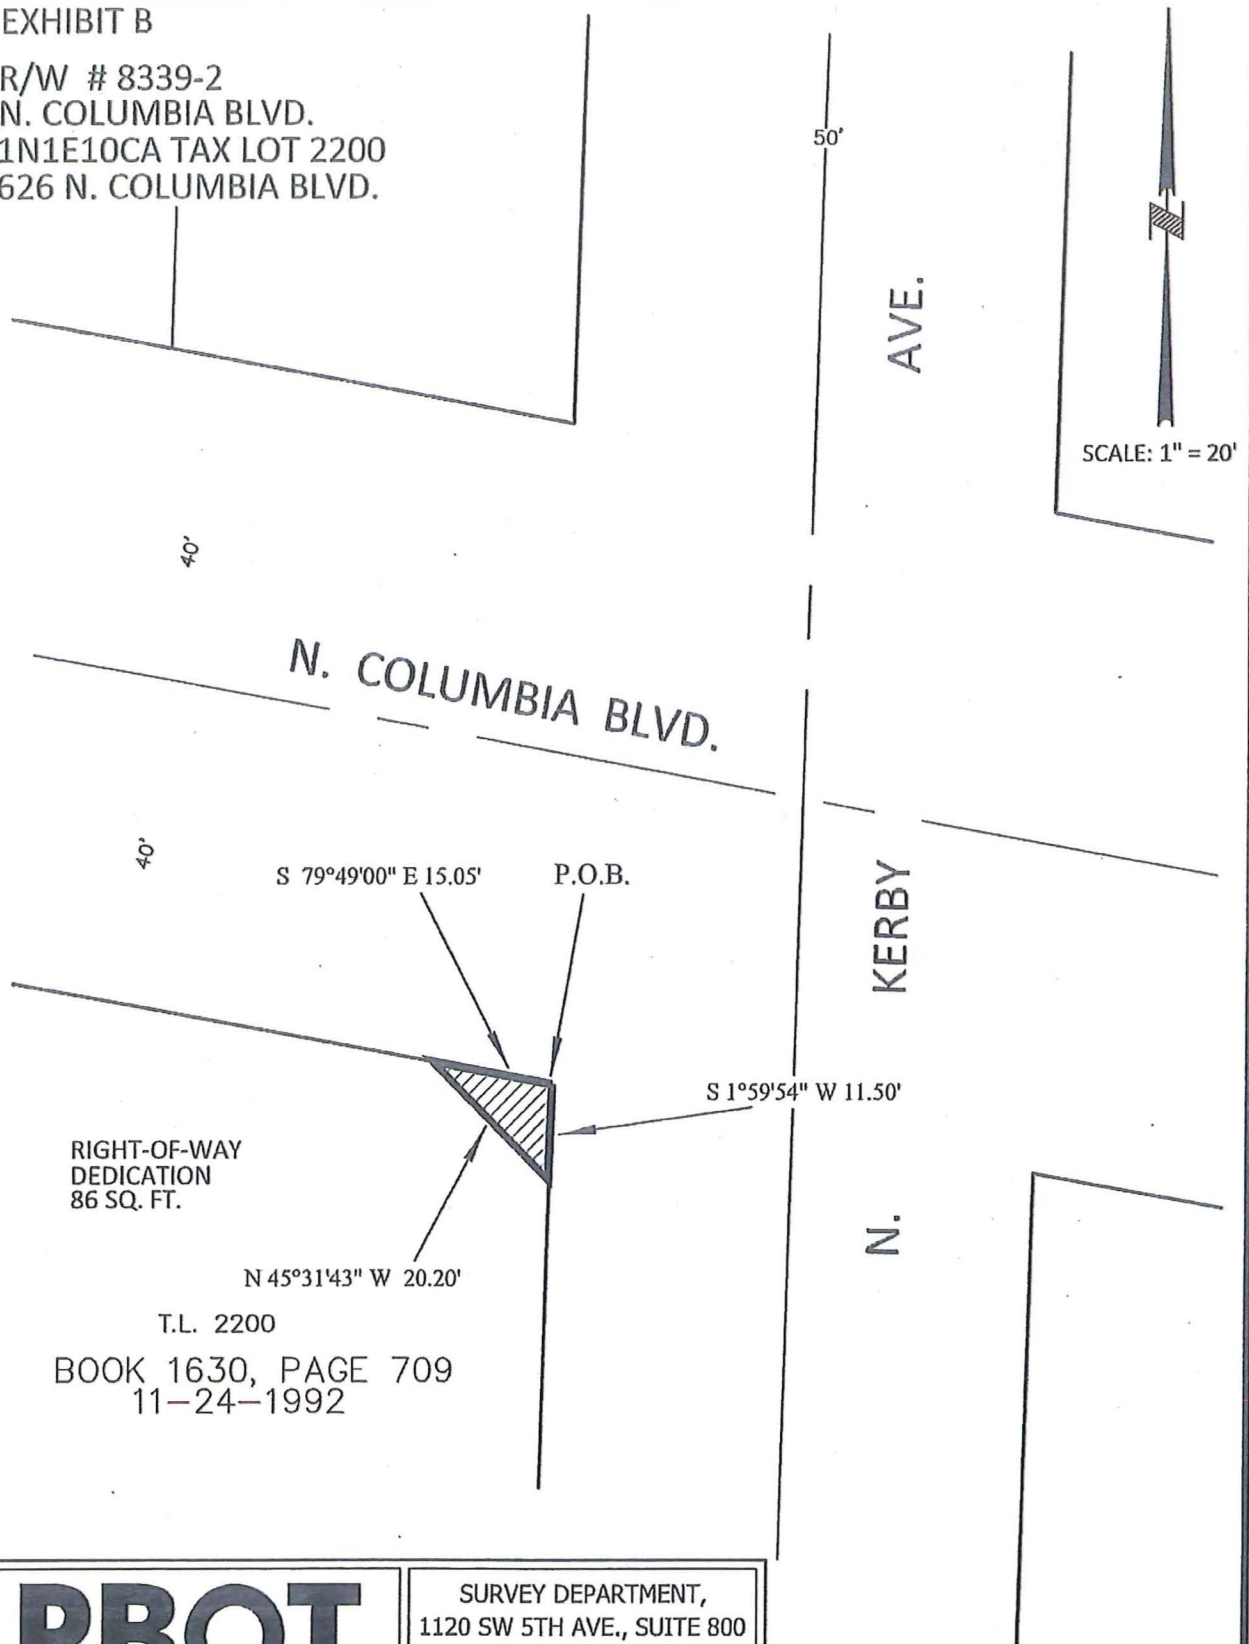 EXHIBIT B
R/W # 8339-2
N. COLUMBIA BLVD.
1N1E10CA TAX LOT 2200
626 N. COLUMBIA BLVD.
50'
AVE.
SCALE: 1" = 20'
40'
N. COLUMBIA BLVD.
40'
S 79°49'00" E 15.05'
P.O.B.
KERBY
S 1°59'54" W 11.50'
RIGHT-OF-WAY
DEDICATION
86 SQ. FT.
N.
N 45°31'43" W 20.20'
T.L. 2200
BOOK 1630, PAGE 709
11-24-1992
PBOT
SURVEY DEPARTMENT,
1120 SW 5TH AVE., SUITE 800